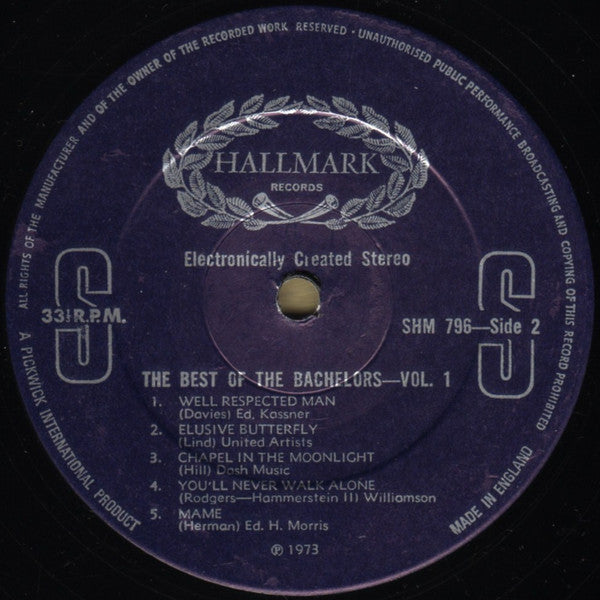 ALL RIGHTS OF THE MANUFACTURER AND OF THE OWNER OF THE RECORDED WORK RESERVED · UNAUTHORISED PUBLIC PERFORMANCE BROADCASTING AND COPYING OF THIS RECORD PROHIBITED
HALLMARK
RECORDS
Electronically Created Stereo
S
33⅓ R.P.M.
SHM 796—Side 2
S
THE BEST OF THE BACHELORS—VOL. 1
1. WELL RESPECTED MAN
(Davies) Ed. Kassner
2. ELUSIVE BUTTERFLY
(Lind) United Artists
3. CHAPEL IN THE MOONLIGHT
(Hill) Dash Music
4. YOU'LL NEVER WALK ALONE
(Rodgers—Hammerstein II) Williamson
5. MAME
(Herman) Ed. H. Morris
℗ 1973
A PICKWICK INTERNATIONAL PRODUCT
MADE IN ENGLAND